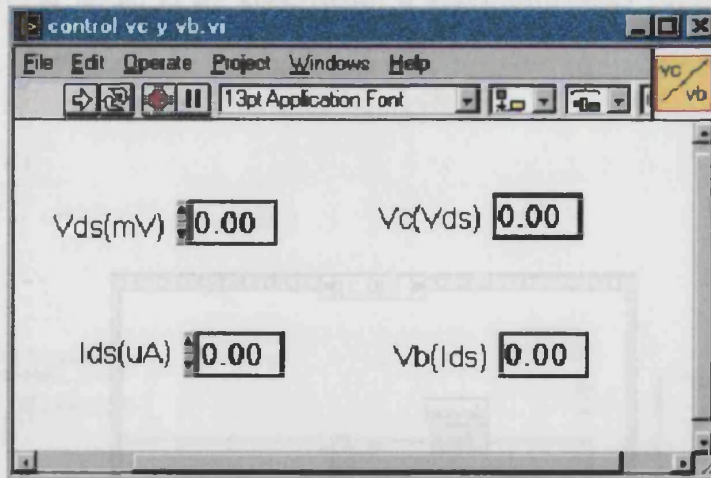 control vc y vb.vi
File Edit Operate Project Windows Help
13pt Application Font
vc
vb
Vds(mV) 0.00 Vc(Vds) 0.00
Ids(uA) 0.00 Vb(Ids) 0.00